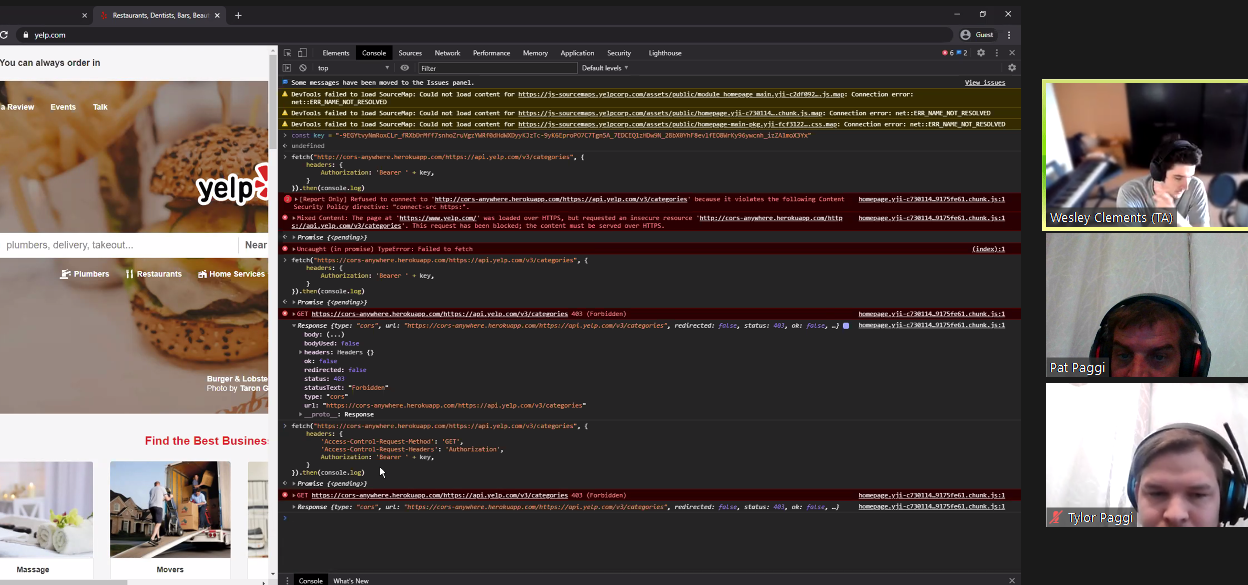 Restaurants, Dentists, Bars, Beau
yelp.com
Guest
You can always order in
a Review Events Talk
yelp
plumbers, delivery, takeout...
Near
Plumbers Restaurants Home Services
Burger & Lobste
Photo by Taron G
Find the Best Business
Massage
Movers
Elements Console Sources Network Performance Memory Application Security Lighthouse
6 2
top
Filter
Default levels
Some messages have been moved to the Issues panel.
View issues
DevTools failed to load SourceMap: Could not load content for https://js-sourcemaps.yelpcorp.com/assets/public/module_homepage_main.yji-c2df092….js.map: Connection error:
net::ERR_NAME_NOT_RESOLVED
DevTools failed to load SourceMap: Could not load content for https://js-sourcemaps.yelpcorp.com/assets/public/homepage.yji-c730114….chunk.js.map: Connection error: net::ERR_NAME_NOT_RESOLVED
DevTools failed to load SourceMap: Could not load content for https://js-sourcemaps.yelpcorp.com/assets/public/homepage-main-pkg.yji-fcf3122….css.map: Connection error: net::ERR_NAME_NOT_RESOLVED
const key =
undefined
fetch("http://cors-anywhere.herokuapp.com/https://api.yelp.com/v3/categories", {
headers: {
Authorization: 'Bearer ' + key,
}
}).then(console.log)
2 [Report Only] Refused to connect to 'http://cors-anywhere.herokuapp.com/https://api.yelp.com/v3/categories' because it violates the following Content
homepage.yji-c730114…9175fe61.chunk.js:1
Security Policy directive: "connect-src https:".
Mixed Content: The page at 'https://www.yelp.com/' was loaded over HTTPS, but requested an insecure resource 'http://cors-anywhere.herokuapp.com/http
homepage.yji-c730114…9175fe61.chunk.js:1
s://api.yelp.com/v3/categories'. This request has been blocked; the content must be served over HTTPS.
Promise {<pending>}
Uncaught (in promise) TypeError: Failed to fetch
(index):1
fetch("https://cors-anywhere.herokuapp.com/https://api.yelp.com/v3/categories", {
headers: {
Authorization: 'Bearer ' + key,
}
}).then(console.log)
Promise {<pending>}
GET https://cors-anywhere.herokuapp.com/https://api.yelp.com/v3/categories 403 (Forbidden)
homepage.yji-c730114…9175fe61.chunk.js:1
Response {type: "cors", url: "https://cors-anywhere.herokuapp.com/https://api.yelp.com/v3/categories", redirected: false, status: 403, ok: false, …}
homepage.yji-c730114…9175fe61.chunk.js:1
body: (...)
bodyUsed: false
headers: Headers {}
ok: false
redirected: false
status: 403
statusText: "Forbidden"
type: "cors"
url: "https://cors-anywhere.herokuapp.com/https://api.yelp.com/v3/categories"
__proto__: Response
fetch("https://cors-anywhere.herokuapp.com/https://api.yelp.com/v3/categories", {
headers: {
'Access-Control-Request-Method': 'GET',
'Access-Control-Request-Headers': 'Authorization',
Authorization: 'Bearer ' + key,
}
}).then(console.log)
Promise {<pending>}
GET https://cors-anywhere.herokuapp.com/https://api.yelp.com/v3/categories 403 (Forbidden)
homepage.yji-c730114…9175fe61.chunk.js:1
Response {type: "cors", url: "https://cors-anywhere.herokuapp.com/https://api.yelp.com/v3/categories", redirected: false, status: 403, ok: false, …}
homepage.yji-c730114…9175fe61.chunk.js:1
Console What's New
Wesley Clements (TA)
Pat Paggi
Tylor Paggi